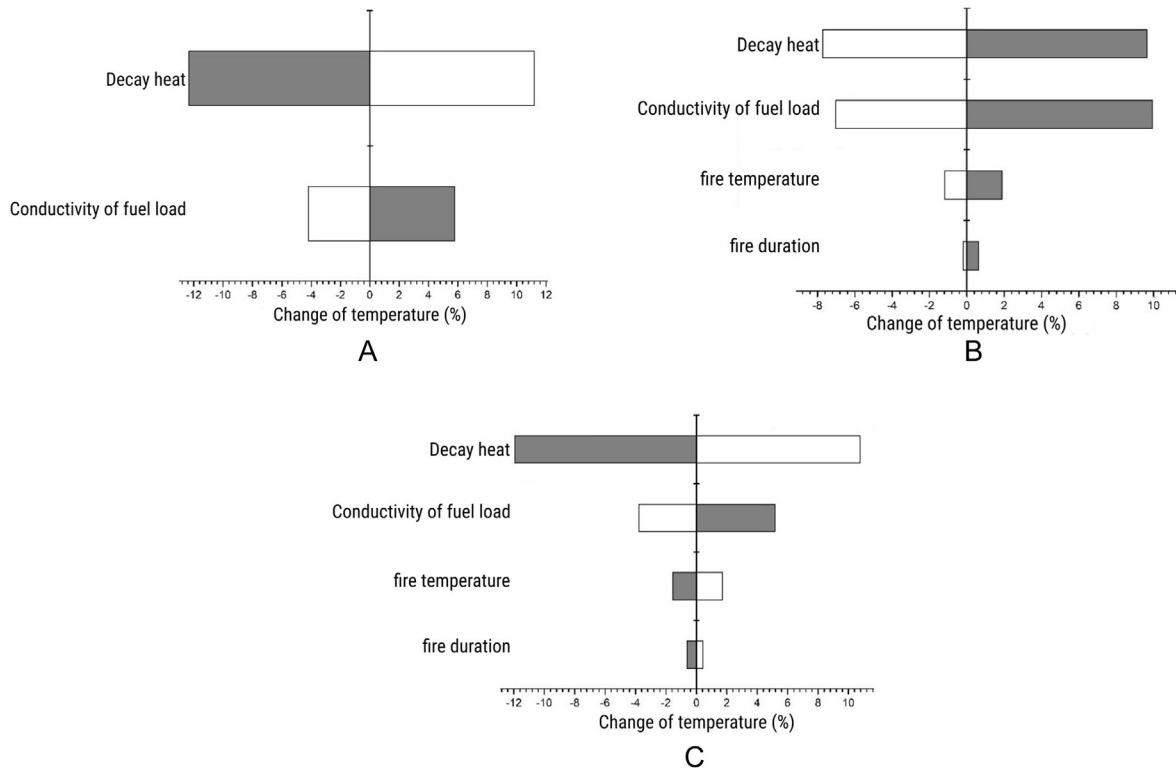 Decay heat
Conductivity of fuel load
-12 -10 -8 -6 -4 -2 0 2 4 6 8 10 12
Change of temperature (%)
A
Decay heat
Conductivity of fuel load
fire temperature
fire duration
-8 -6 -4 -2 0 2 4 6 8 10
Change of temperature (%)
B
Decay heat
Conductivity of fuel load
fire temperature
fire duration
-12 -10 -8 -6 -4 -2 0 2 4 6 8 10
Change of temperature (%)
C